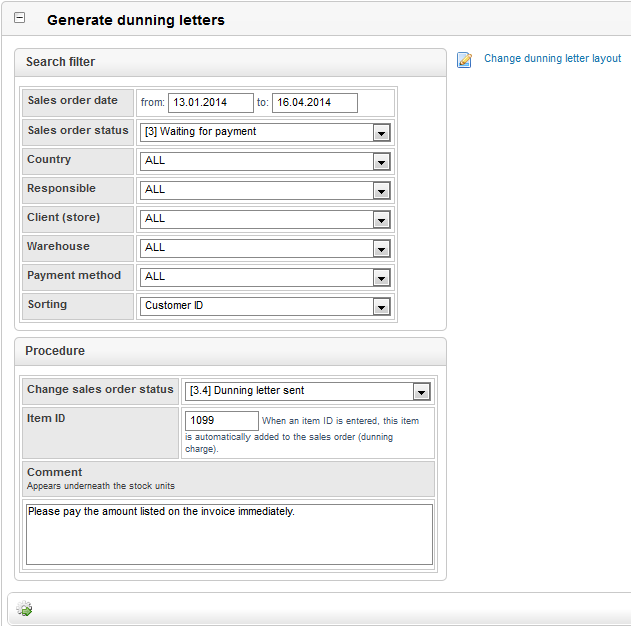 Generate dunning letters
Search filter
Change dunning letter layout
Sales order date from: 13.01.2014 to: 16.04.2014
Sales order status [3] Waiting for payment
Country ALL
Responsible ALL
Client (store) ALL
Warehouse ALL
Payment method ALL
Sorting Customer ID
Procedure
Change sales order status [3.4] Dunning letter sent
Item ID 1099 When an item ID is entered, this item
is automatically added to the sales order (dunning
charge).
Comment
Appears underneath the stock units
Please pay the amount listed on the invoice immediately.